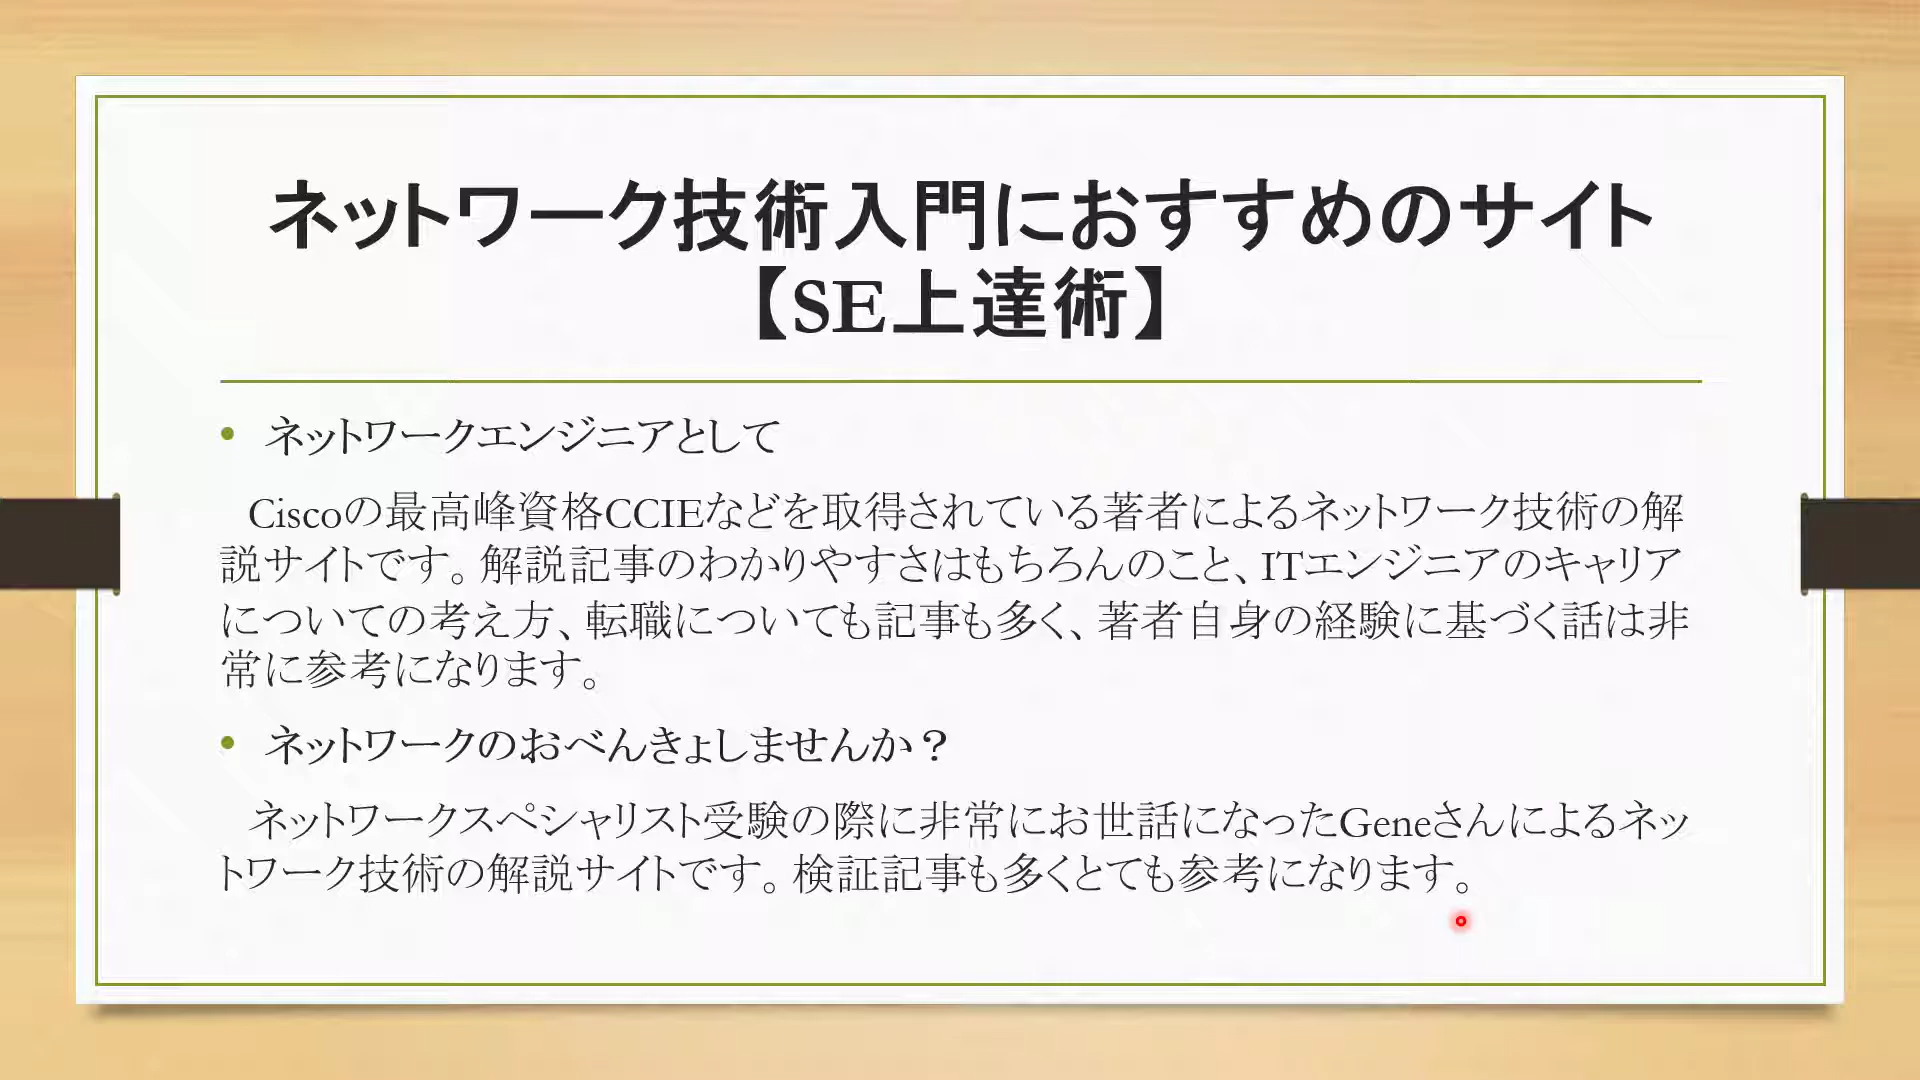 ネットワーク技術入門におすすめのサイト
【SE上達術】
• ネットワークエンジニアとして
Ciscoの最高峰資格CCIEなどを取得されている著者によるネットワーク技術の解
説サイトです。解説記事のわかりやすさはもちろんのこと、ITエンジニアのキャリア
についての考え方、転職についても記事も多く、著者自身の経験に基づく話は非
常に参考になります。
• ネットワークのおべんきょしませんか？
ネットワークスペシャリスト受験の際に非常にお世話になったGeneさんによるネッ
トワーク技術の解説サイトです。検証記事も多くとても参考になります。